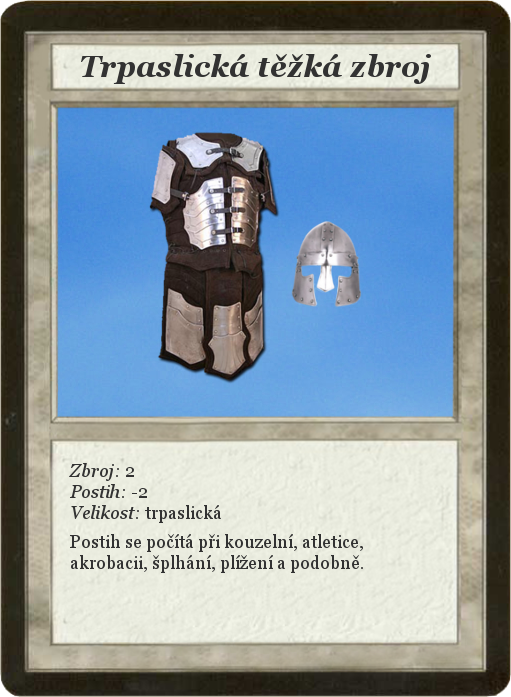 Trpaslická těžká zbroj
Zbroj: 2
Postih: -2
Velikost: trpaslická
Postih se počítá při kouzelní, atletice,
akrobacii, šplhání, plížení a podobně.